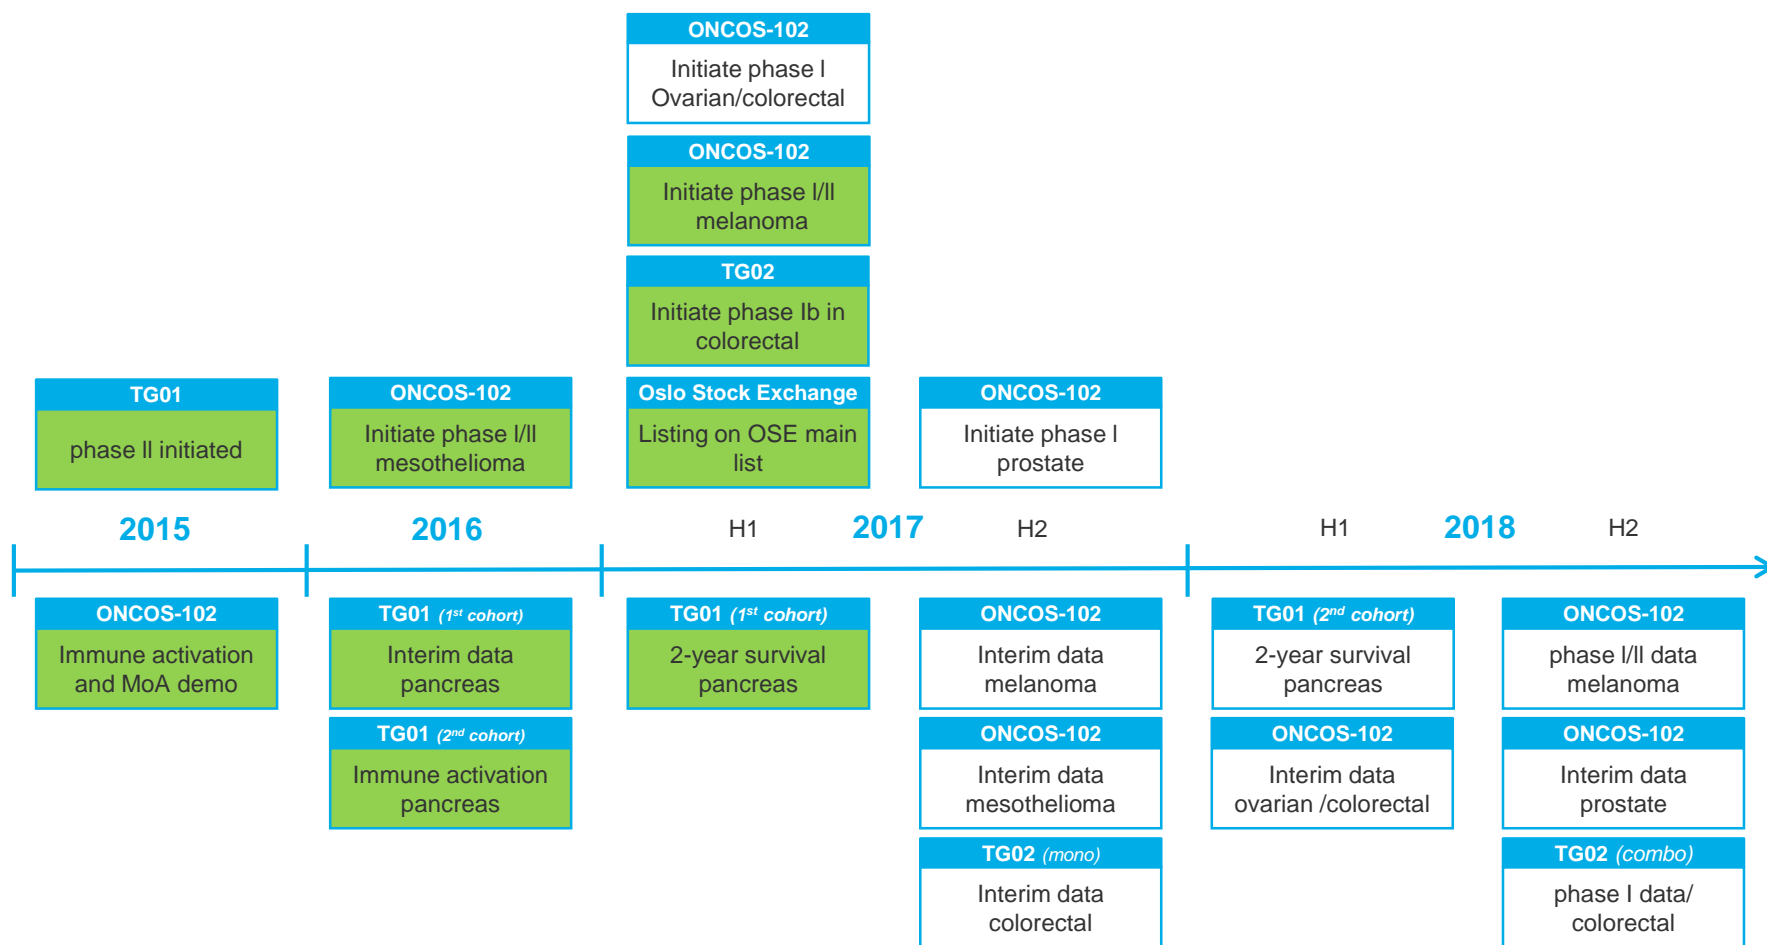 ONCOS-102
Initiate phase I
Ovarian/colorectal
ONCOS-102
Initiate phase I/II
melanoma
TG02
Initiate phase Ib in
colorectal
TG01
phase II initiated
ONCOS-102
Initiate phase I/II
mesothelioma
Oslo Stock Exchange
Listing on OSE main
list
ONCOS-102
Initiate phase I
prostate
2015
2016
H1
2017
H2
H1
2018
H2
ONCOS-102
Immune activation
and MoA demo
TG01 (1st cohort)
Interim data
pancreas
TG01 (2nd cohort)
Immune activation
pancreas
TG01 (1st cohort)
2-year survival
pancreas
ONCOS-102
Interim data
melanoma
ONCOS-102
Interim data
mesothelioma
TG02 (mono)
Interim data
colorectal
TG01 (2nd cohort)
2-year survival
pancreas
ONCOS-102
Interim data
ovarian /colorectal
ONCOS-102
phase I/II data
melanoma
ONCOS-102
Interim data
prostate
TG02 (combo)
phase I data/
colorectal